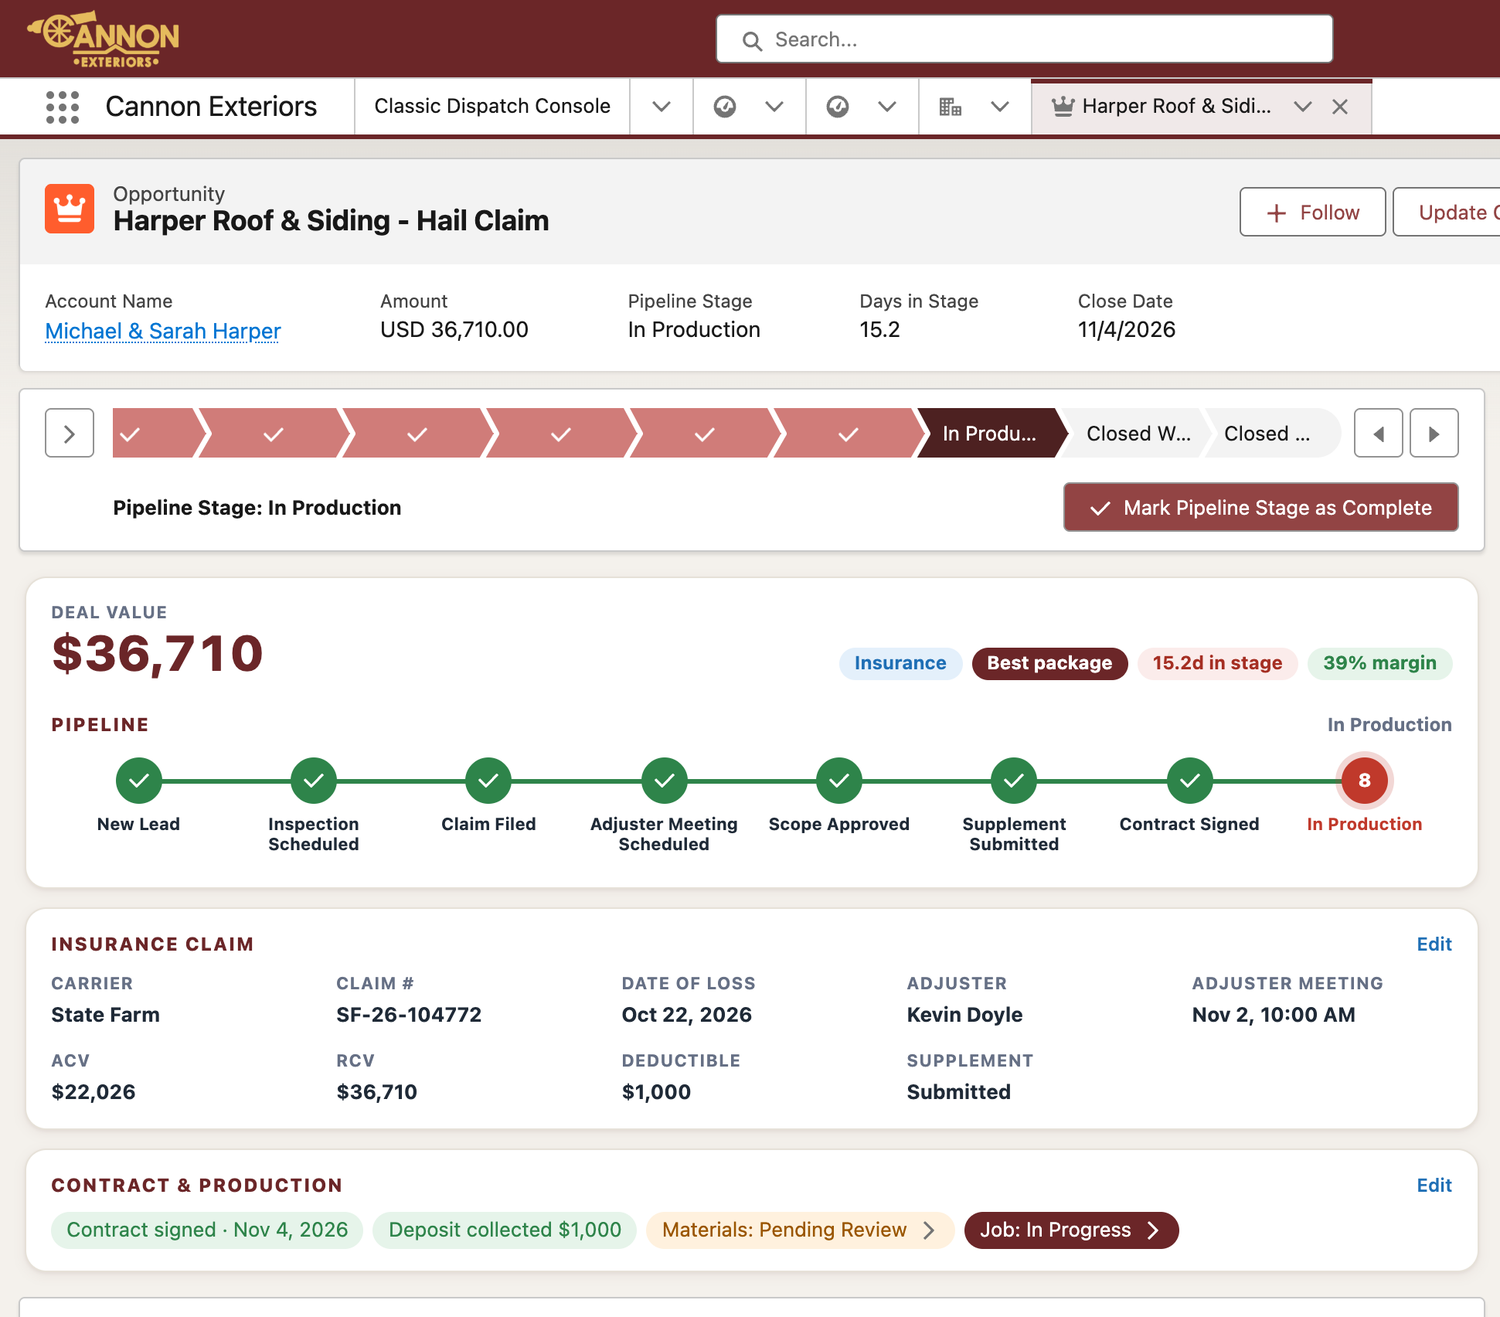 CANNON
•EXTERIORS•
Search...
Cannon Exteriors
Classic Dispatch Console
Harper Roof & Sidi...
Opportunity
Harper Roof & Siding - Hail Claim
Follow
Update
Account Name
Amount
Pipeline Stage
Days in Stage
Close Date
Michael & Sarah Harper
USD 36,710.00
In Production
15.2
11/4/2026
In Produ...
Closed W...
Closed ...
Pipeline Stage: In Production
Mark Pipeline Stage as Complete
DEAL VALUE
$36,710
Insurance
Best package
15.2d in stage
39% margin
PIPELINE
In Production
8
New Lead
Inspection
Scheduled
Claim Filed
Adjuster Meeting
Scheduled
Scope Approved
Supplement
Submitted
Contract Signed
In Production
INSURANCE CLAIM
Edit
CARRIER
CLAIM #
DATE OF LOSS
ADJUSTER
ADJUSTER MEETING
State Farm
SF-26-104772
Oct 22, 2026
Kevin Doyle
Nov 2, 10:00 AM
ACV
RCV
DEDUCTIBLE
SUPPLEMENT
$22,026
$36,710
$1,000
Submitted
CONTRACT & PRODUCTION
Edit
Contract signed · Nov 4, 2026
Deposit collected $1,000
Materials: Pending Review
Job: In Progress